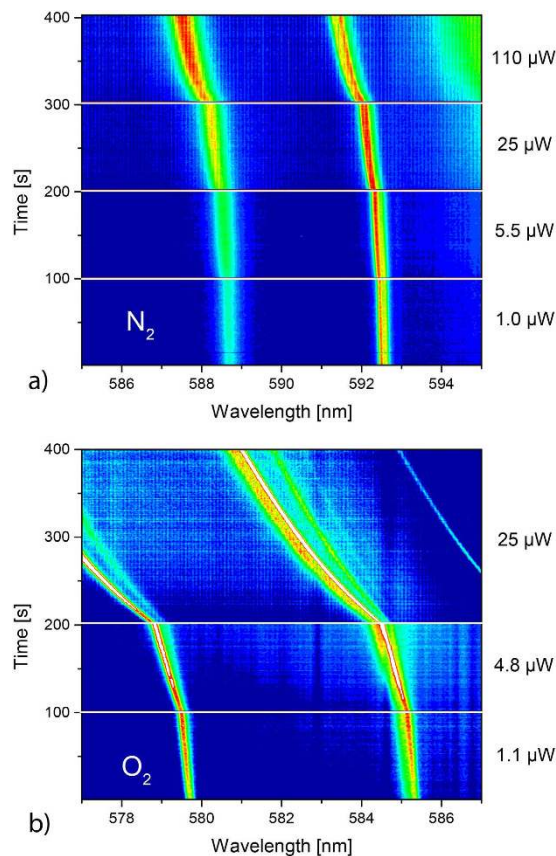 400
300
200
100
Time [s]
110 µW
25 µW
5.5 µW
1.0 µW
N2
586 588 590 592 594
Wavelength [nm]
a)
400
300
200
100
0
Time [s]
25 µW
4.8 µW
1.1 µW
O2
578 580 582 584 586
Wavelength [nm]
b)